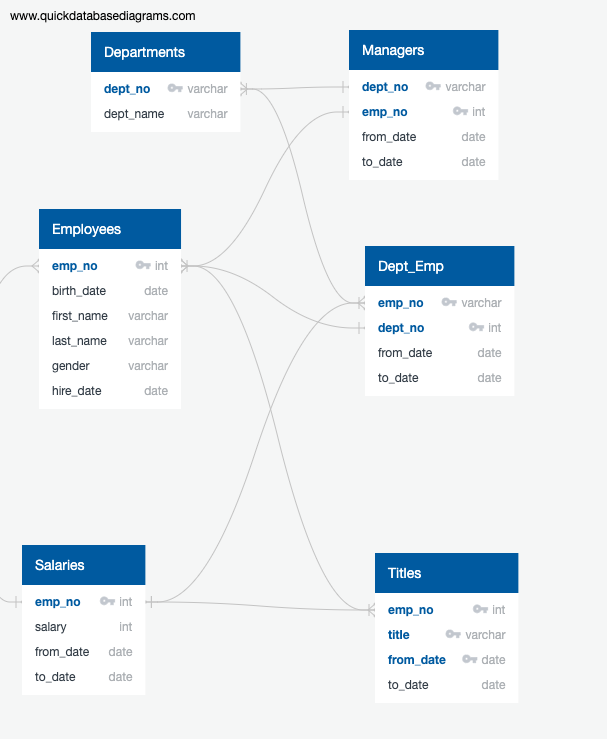 www.quickdatabasediagrams.com
Departments
dept_no varchar
dept_name varchar
Managers
dept_no varchar
emp_no int
from_date date
to_date date
Employees
emp_no int
birth_date date
first_name varchar
last_name varchar
gender varchar
hire_date date
Dept_Emp
emp_no varchar
dept_no int
from_date date
to_date date
Salaries
emp_no int
salary int
from_date date
to_date date
Titles
emp_no int
title varchar
from_date date
to_date date